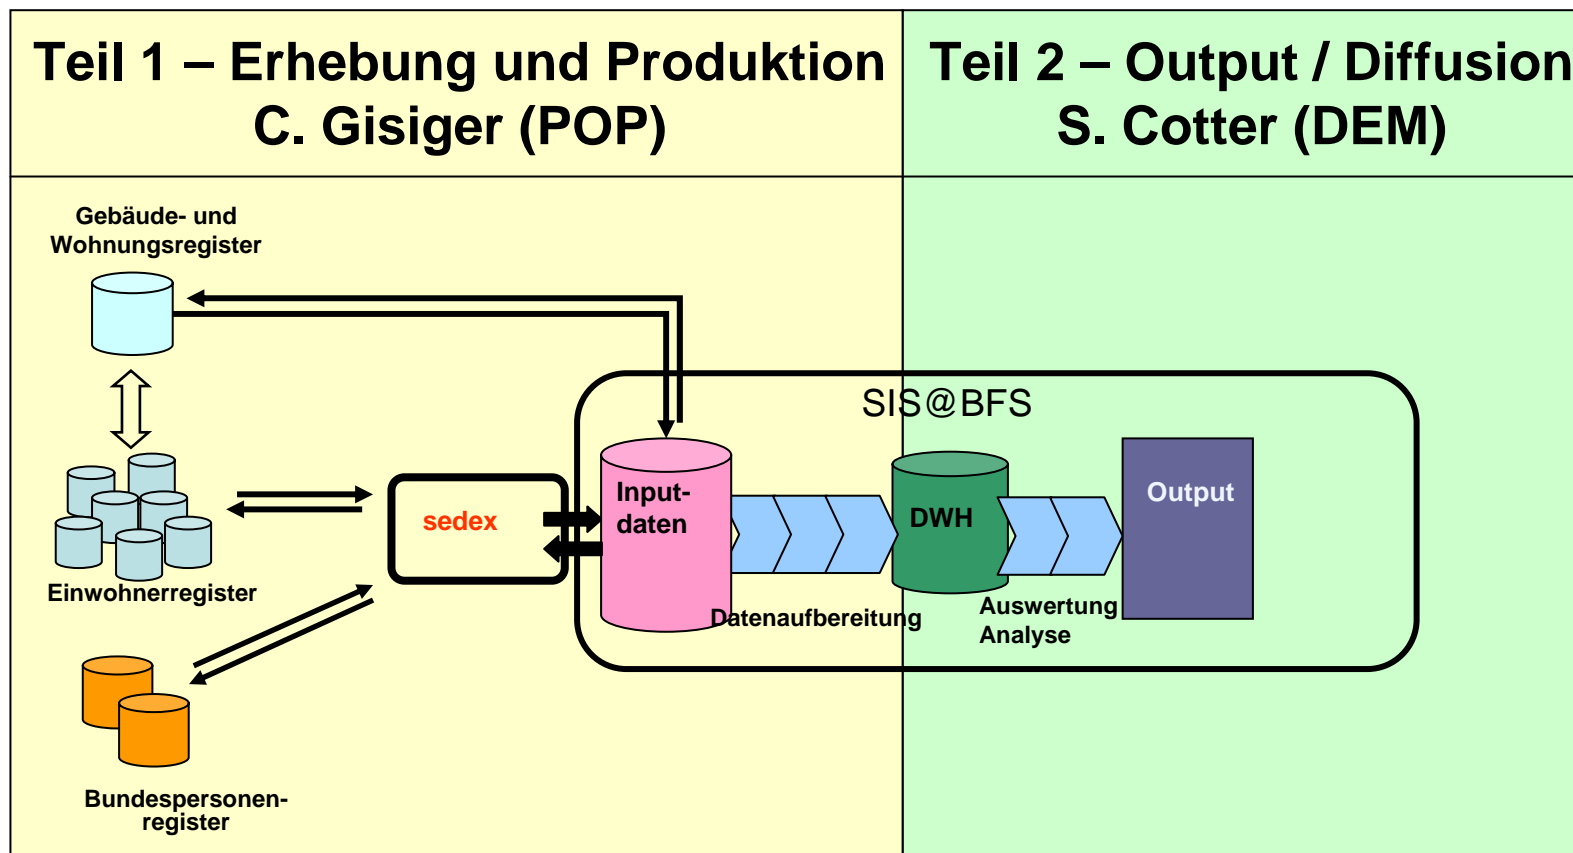 Teil 1 – Erhebung und Produktion
C. Gisiger (POP)
Teil 2 – Output / Diffusion
S. Cotter (DEM)
Gebäude- und
Wohnungsregister
SIS@BFS
Input-
daten
DWH
Output
sedex
Einwohnerregister
Datenaufbereitung
Auswertung
Analyse
Bundespersonen-
register